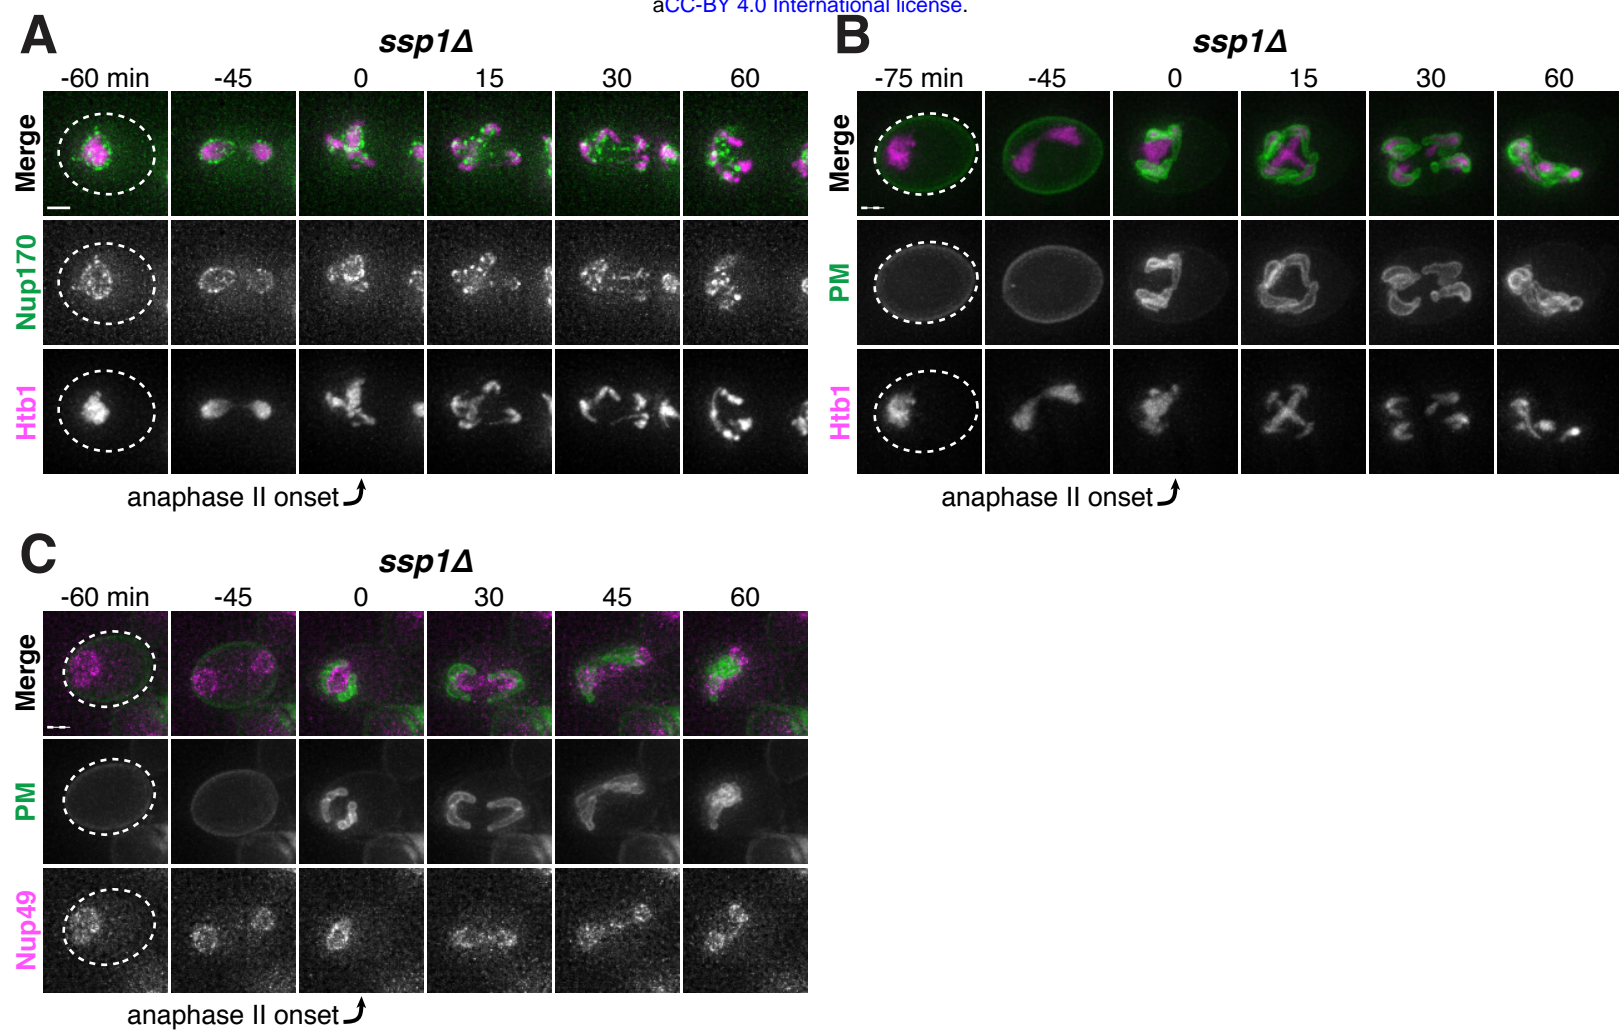 aCC-BY 4.0 International license.
A
ssp1Δ
-60 min -45 0 15 30 60
Merge
Nup170
Htb1
anaphase II onset
B
ssp1Δ
-75 min -45 0 15 30 60
Merge
PM
Htb1
anaphase II onset
C
ssp1Δ
-60 min -45 0 30 45 60
Merge
PM
Nup49
anaphase II onset